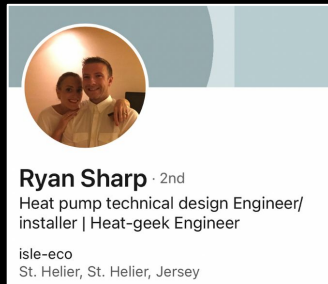 Ryan Sharp · 2nd
Heat pump technical design Engineer/
installer | Heat-geek Engineer
isle-eco
St. Helier, St. Helier, Jersey